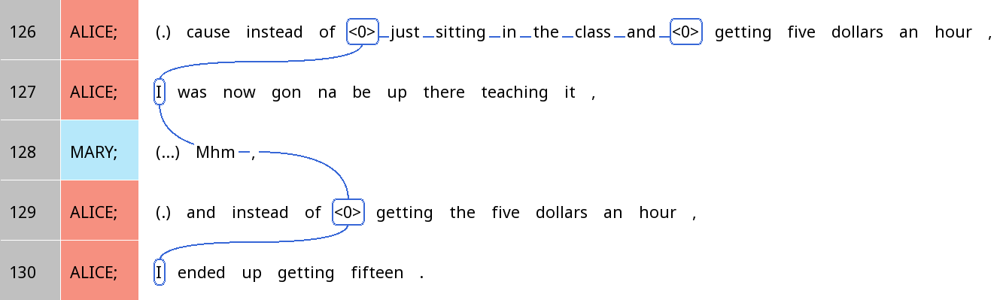 126 ALICE; (.) cause instead of <0> just sitting in the class and <0> getting five dollars an hour ,
127 ALICE; I was now gon na be up there teaching it ,
128 MARY; (...) Mhm ,
129 ALICE; (.) and instead of <0> getting the five dollars an hour ,
130 ALICE; I ended up getting fifteen .